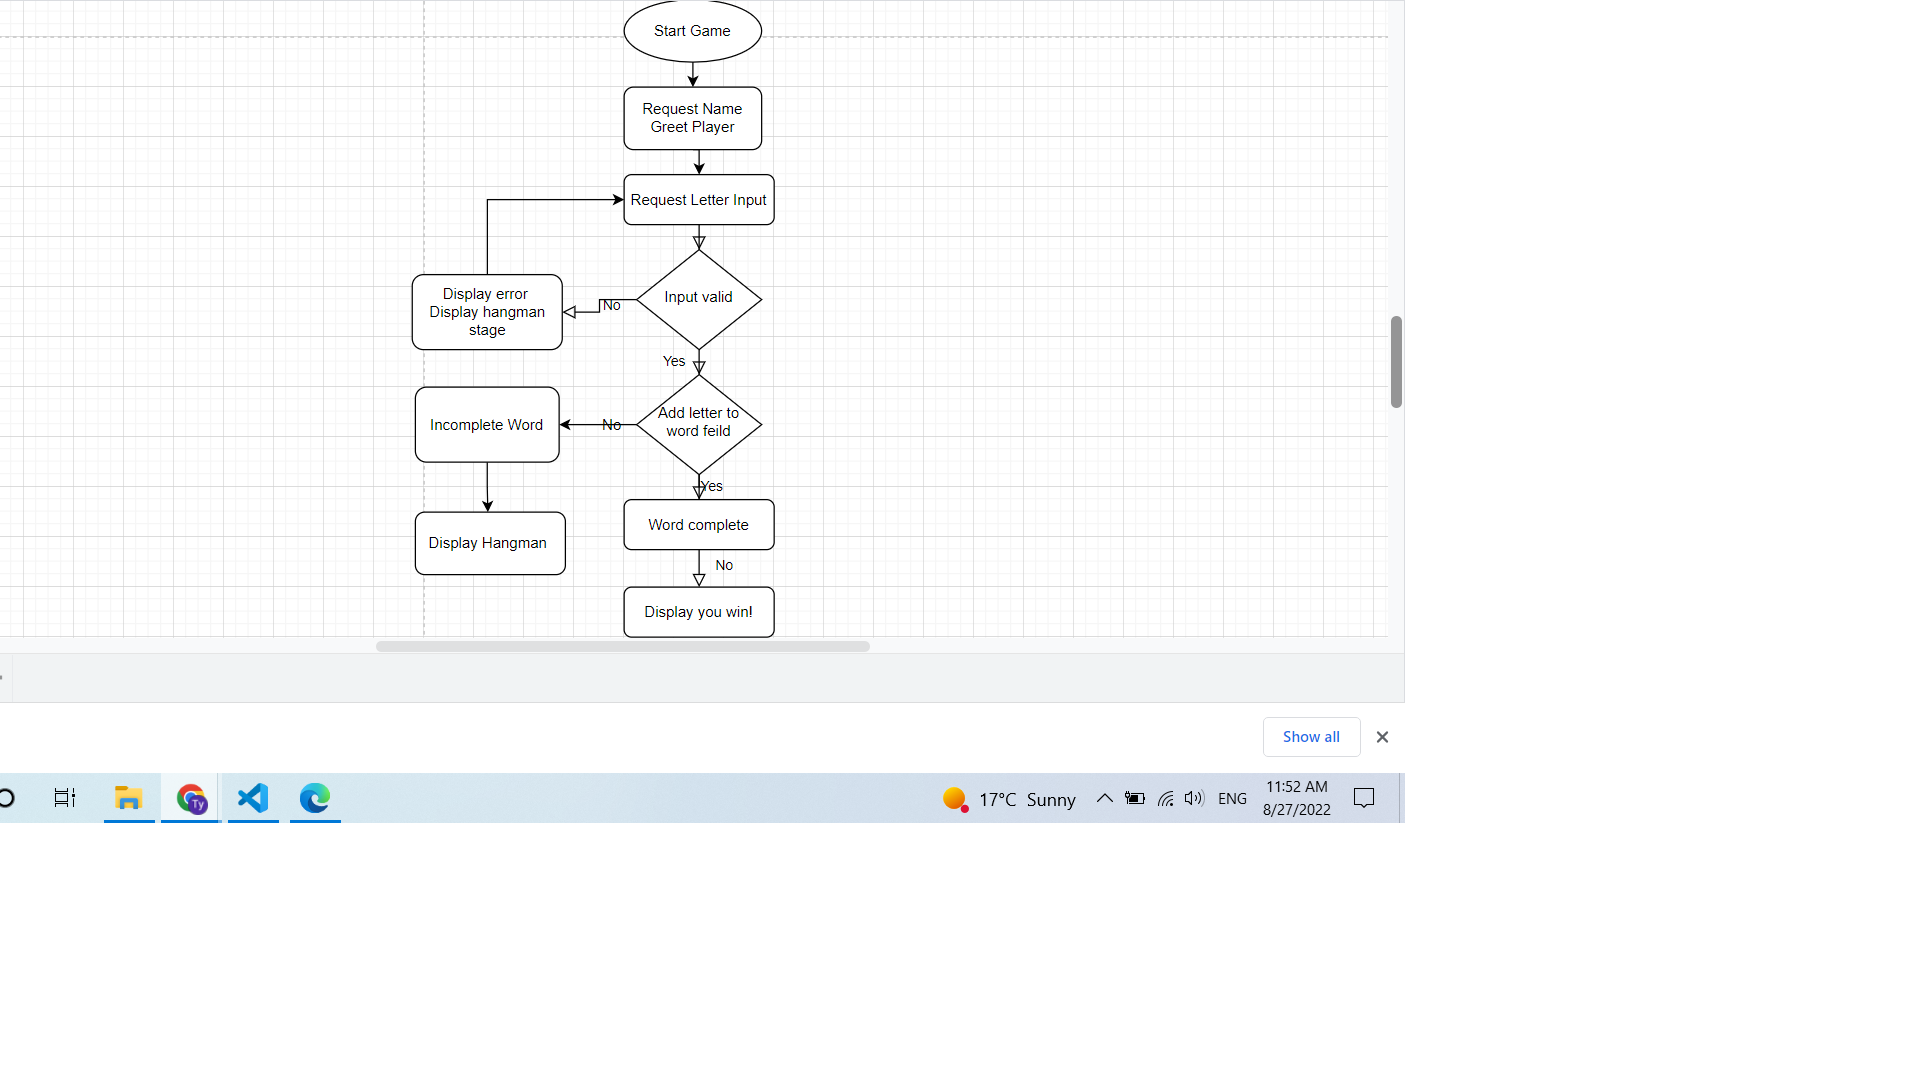 Start Game
Request Name
Greet Player
Request Letter Input
Input valid
No
Display error
Display hangman
stage
Yes
Add letter to
word feild
No
Incomplete Word
Yes
Word complete
Display Hangman
No
Display you win!
Show all
Ty
17°C Sunny
ENG
11:52 AM
8/27/2022